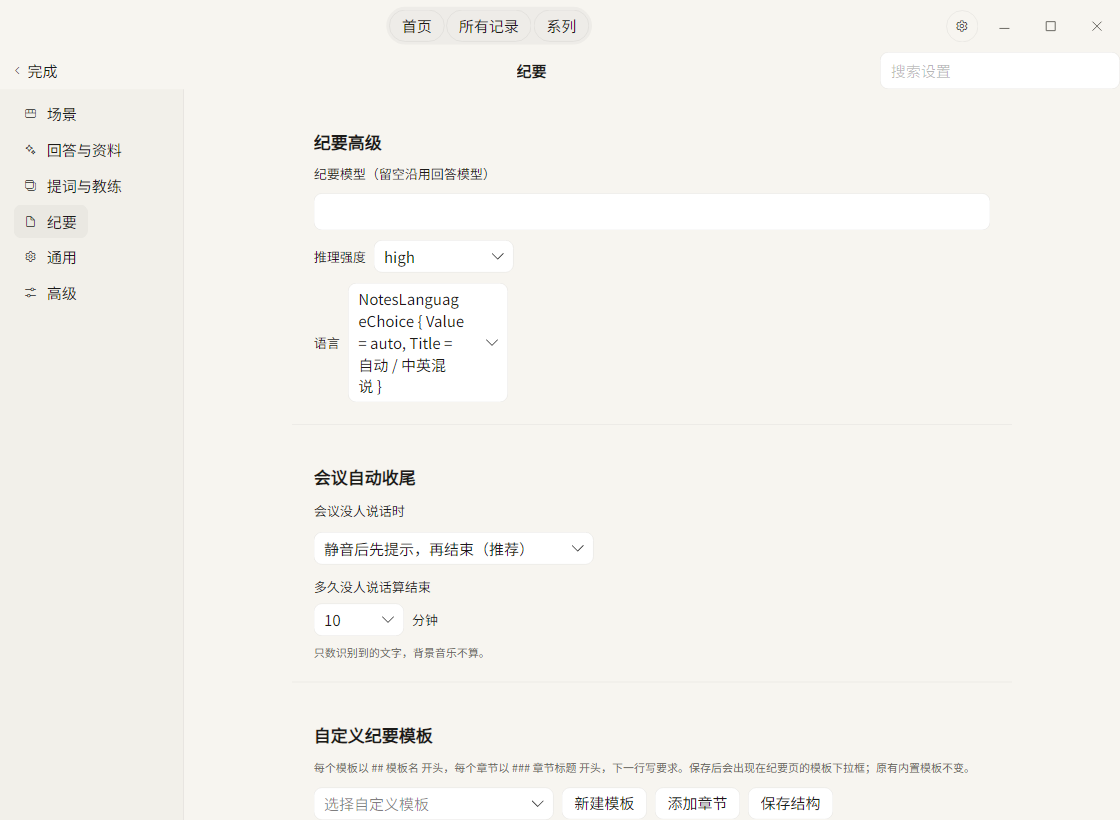 首页 所有记录 系列
完成
纪要
搜索设置
场景
回答与资料
提词与教练
纪要
通用
高级
纪要高级
纪要模型（留空沿用回答模型）
推理强度 high
语言
NotesLanguag
eChoice { Value
= auto, Title =
自动 / 中英混
说 }
会议自动收尾
会议没人说话时
静音后先提示，再结束（推荐）
多久没人说话算结束
10 分钟
只数识别到的文字，背景音乐不算。
自定义纪要模板
每个模板以 ## 模板名 开头，每个章节以 ### 章节标题 开头，下一行写要求。保存后会出现在纪要页的模板下拉框；原有内置模板不变。
选择自定义模板 新建模板 添加章节 保存结构